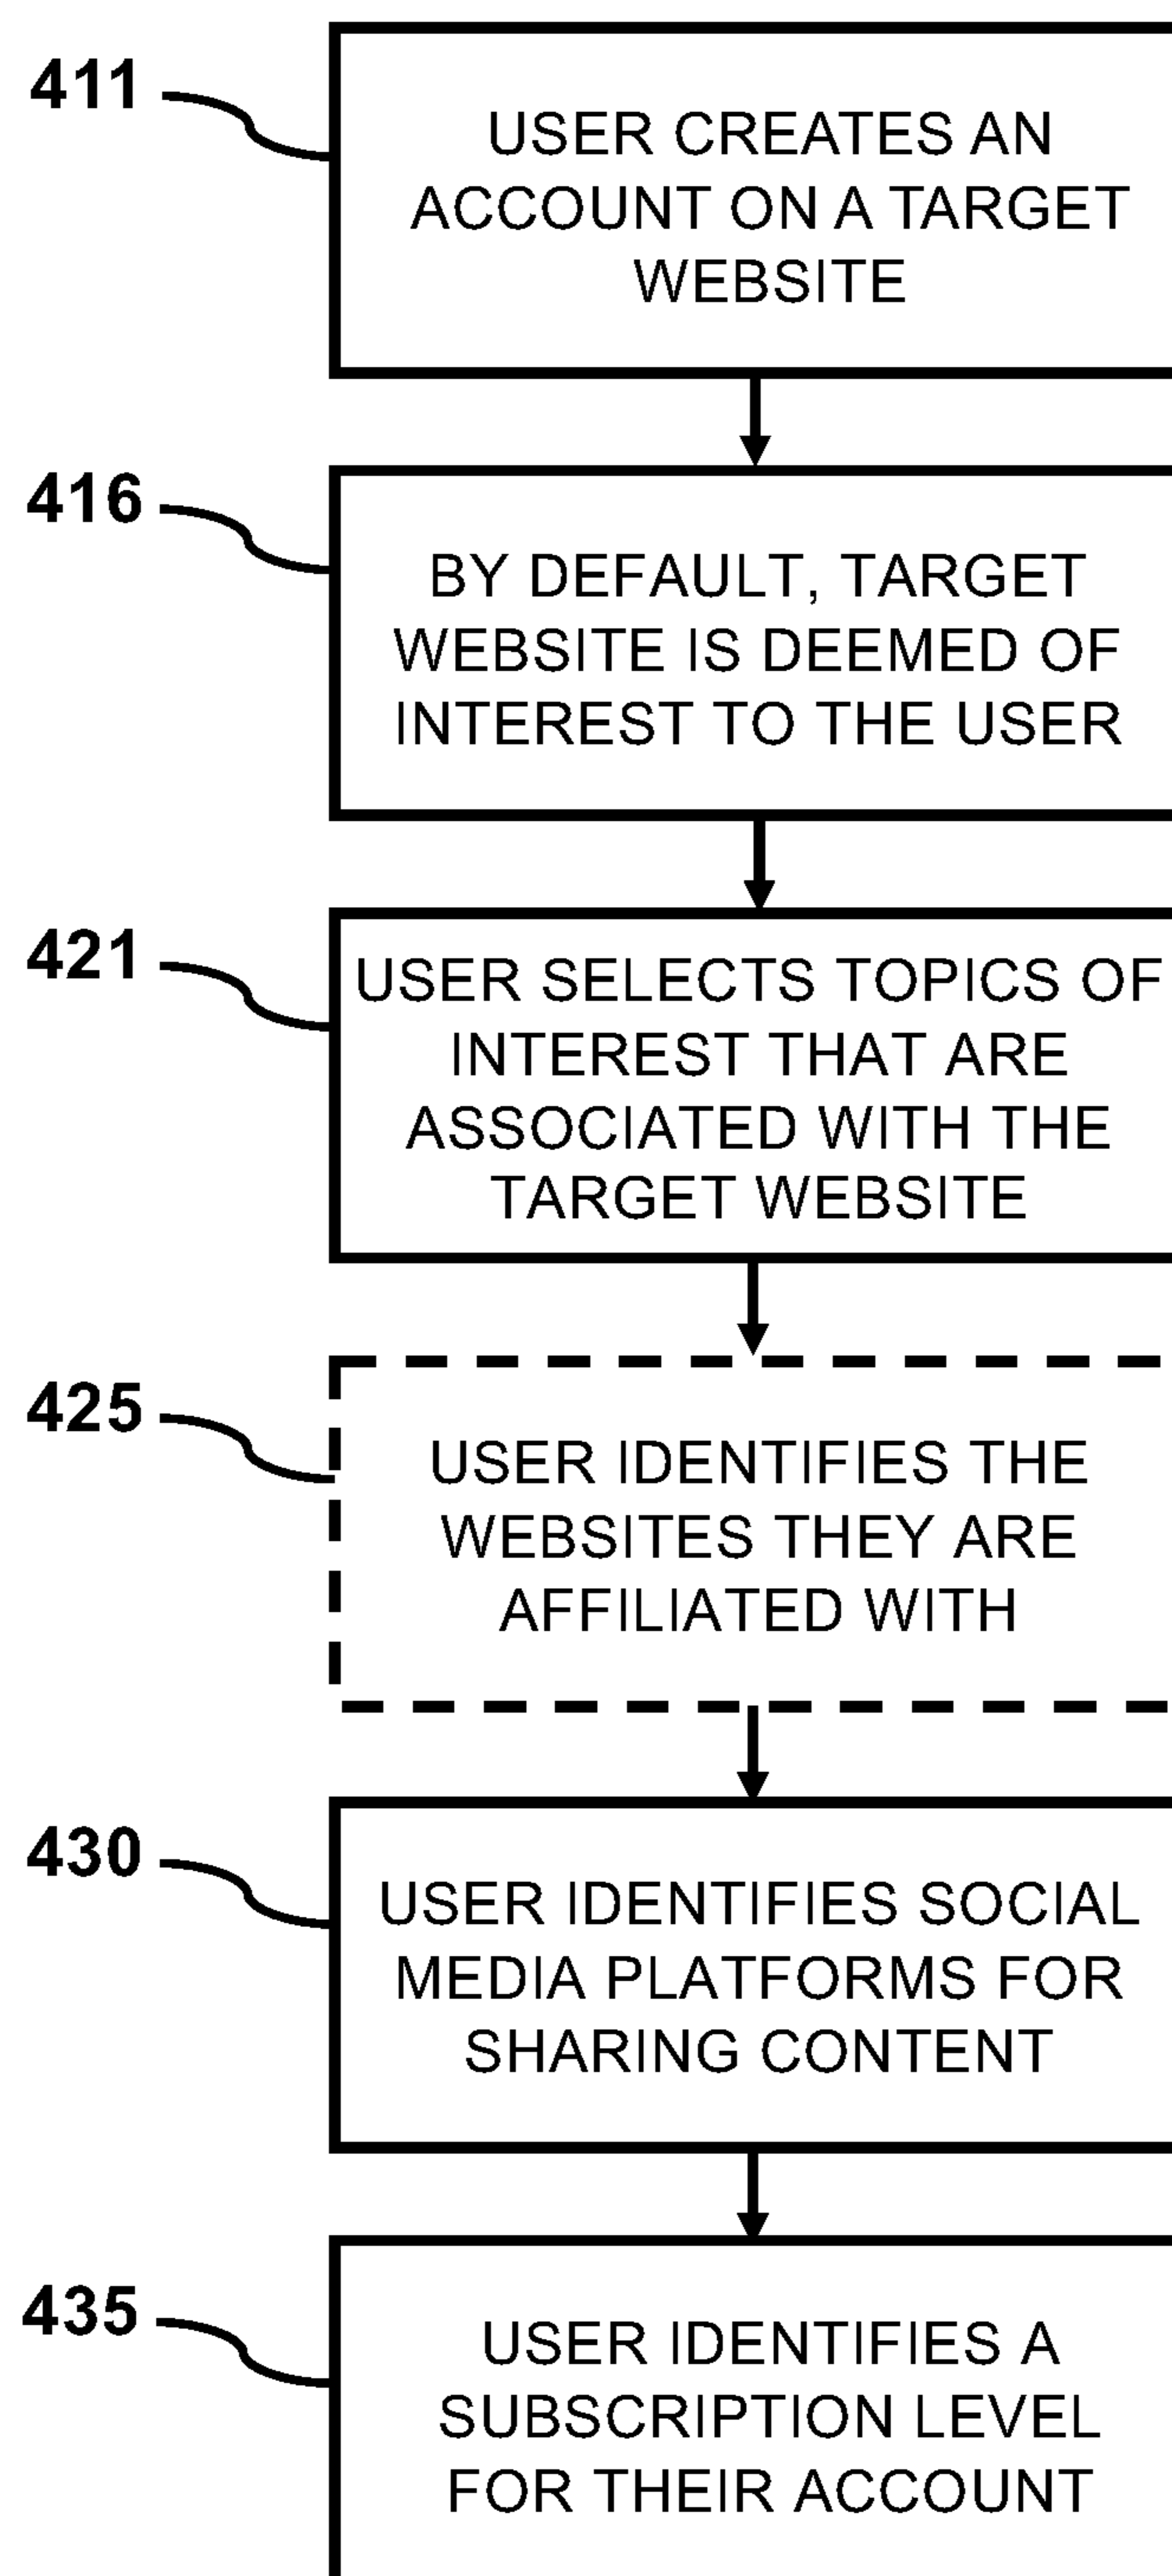 411
USER CREATES AN
ACCOUNT ON A TARGET
WEBSITE
416
BY DEFAULT, TARGET
WEBSITE IS DEEMED OF
INTEREST TO THE USER
421
USER SELECTS TOPICS OF
INTEREST THAT ARE
ASSOCIATED WITH THE
TARGET WEBSITE
425
USER IDENTIFIES THE
WEBSITES THEY ARE
AFFILIATED WITH
430
USER IDENTIFIES SOCIAL
MEDIA PLATFORMS FOR
SHARING CONTENT
435
USER IDENTIFIES A
SUBSCRIPTION LEVEL
FOR THEIR ACCOUNT